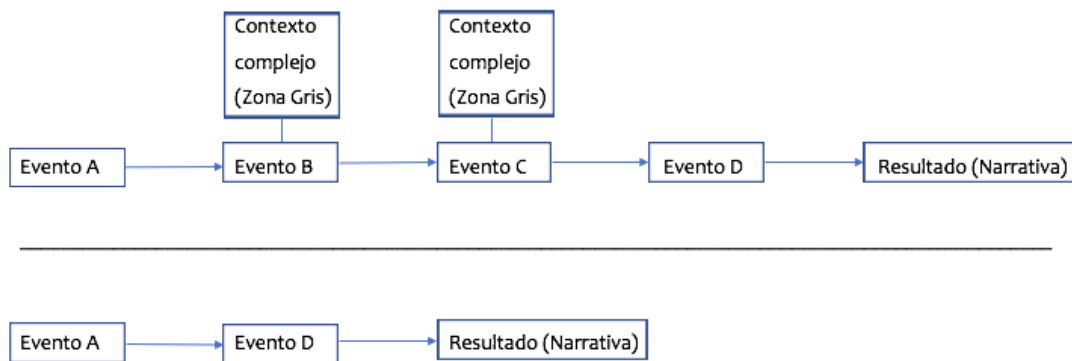 Contexto
complejo
(Zona Gris)
Contexto
complejo
(Zona Gris)
Evento A
Evento B
Evento C
Evento D
Resultado (Narrativa)
Evento A
Evento D
Resultado (Narrativa)